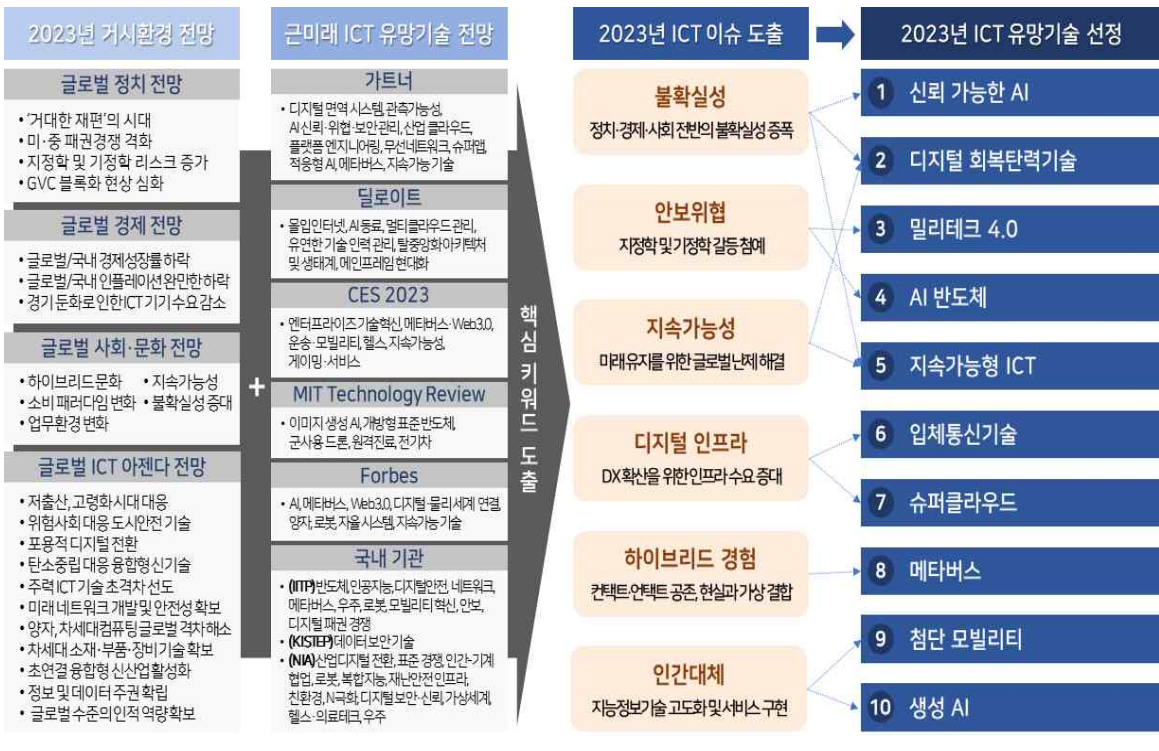 2023년 거시환경 전망
글로벌 정치 전망
• '거대한 재편'의 시대
• 미·중 패권경쟁 격화
• 지정학 및 기정학 리스크 증가
• GVC 블록화 현상 심화
글로벌 경제 전망
• 글로벌/국내 경제성장률 하락
• 글로벌/국내 인플레이션 완만한 하락
• 경기 둔화로 인한 ICT 기기 수요 감소
글로벌 사회·문화 전망
• 하이브리드 문화 • 지속가능성
• 소비 패러다임 변화 • 불확실성 증대
• 업무환경 변화
글로벌 ICT 아젠다 전망
• 저출산, 고령화 시대 대응
• 위험사회 대응 도시안전 기술
• 포용적 디지털 전환
• 탄소중립 대응 융합형 신기술
• 주력 ICT 기술 초격차 선도
• 미래 네트워크 개발 및 안전성 확보
• 양자, 차세대컴퓨팅 글로벌 격차해소
• 차세대 소재·부품·장비 기술 확보
• 초연결 융합형 신산업 활성화
• 정보 및 데이터 주권 확립
• 글로벌 수준의 인적 역량 확보
+
근미래 ICT 유망기술 전망
가트너
• 디지털 면역 시스템, 관측가능성,
AI 신뢰·위협·보안 관리, 산업 클라우드,
플랫폼 엔지니어링, 무선 네트워크, 슈퍼앱,
적응형 AI, 메타버스, 지속가능 기술
딜로이트
• 몰입 인터넷, AI 동료, 멀티클라우드 관리,
유연한 기술 인력 관리, 탈중앙화 아키텍처
및 생태계, 메인프레임 현대화
CES 2023
• 엔터프라이즈 기술혁신, 메타버스·Web3.0,
운송·모빌리티, 헬스, 지속가능성,
게이밍·서비스
MIT Technology Review
• 이미지 생성 AI, 개방형 표준 반도체,
군사용 드론, 원격진료, 전기차
Forbes
• AI, 메타버스, Web3.0, 디지털·물리 세계 연결,
양자, 로봇, 자율 시스템, 지속가능 기술
국내 기관
• (IITP) 반도체, 인공지능, 디지털안전, 네트워크,
메타버스, 우주, 로봇, 모빌리티 혁신, 안보,
디지털 패권 경쟁
• (KISTEP) 데이터 보안 기술
• (NIA) 산업 디지털 전환, 표준 경쟁, 인간-기계
협업, 로봇, 복합지능, 재난안전 인프라,
친환경, N극화, 디지털 보안·신뢰, 가상세계,
헬스·의료테크, 우주
핵심 키워드 도출
2023년 ICT 이슈 도출
불확실성
정치·경제·사회 전반의 불확실성 증폭
안보위협
지정학 및 기정학 갈등 첨예
지속가능성
미래 유지를 위한 글로벌 난제 해결
디지털 인프라
DX 확산을 위한 인프라 수요 증대
하이브리드 경험
컨택트·언택트 공존, 현실과 가상 결합
인간대체
지능정보기술 고도화 및 서비스 구현
2023년 ICT 유망기술 선정
1 신뢰 가능한 AI
2 디지털 회복탄력기술
3 밀리테크 4.0
4 AI 반도체
5 지속가능형 ICT
6 입체통신기술
7 슈퍼클라우드
8 메타버스
9 첨단 모빌리티
10 생성 AI